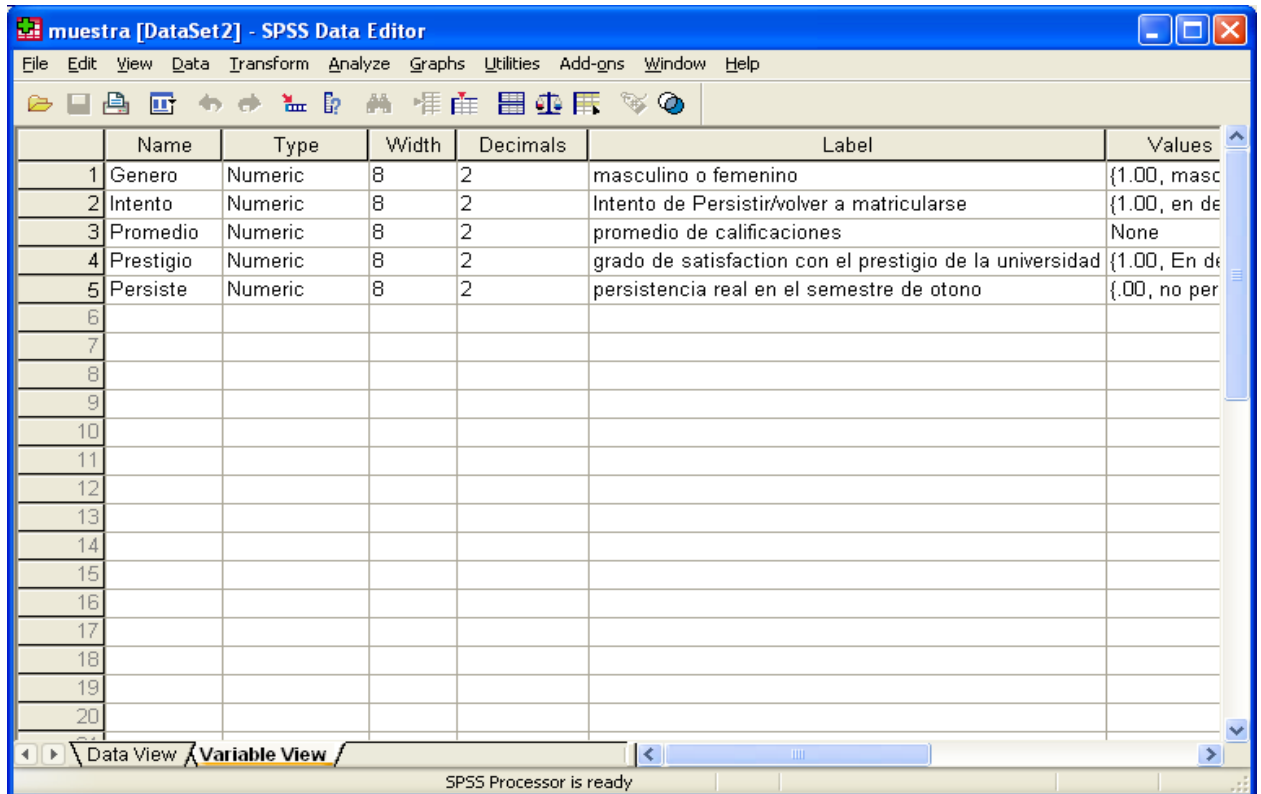 muestra [DataSet2] - SPSS Data Editor
File Edit View Data Transform Analyze Graphs Utilities Add-ons Window Help
Name Type Width Decimals Label Values
1 Genero Numeric 8 2 masculino o femenino {1.00, masc
2 Intento Numeric 8 2 Intento de Persistir/volver a matricularse {1.00, en de
3 Promedio Numeric 8 2 promedio de calificaciones None
4 Prestigio Numeric 8 2 grado de satisfaction con el prestigio de la universidad {1.00, En de
5 Persiste Numeric 8 2 persistencia real en el semestre de otono {.00, no per
6
7
8
9
10
11
12
13
14
15
16
17
18
19
20
Data View Variable View
SPSS Processor is ready